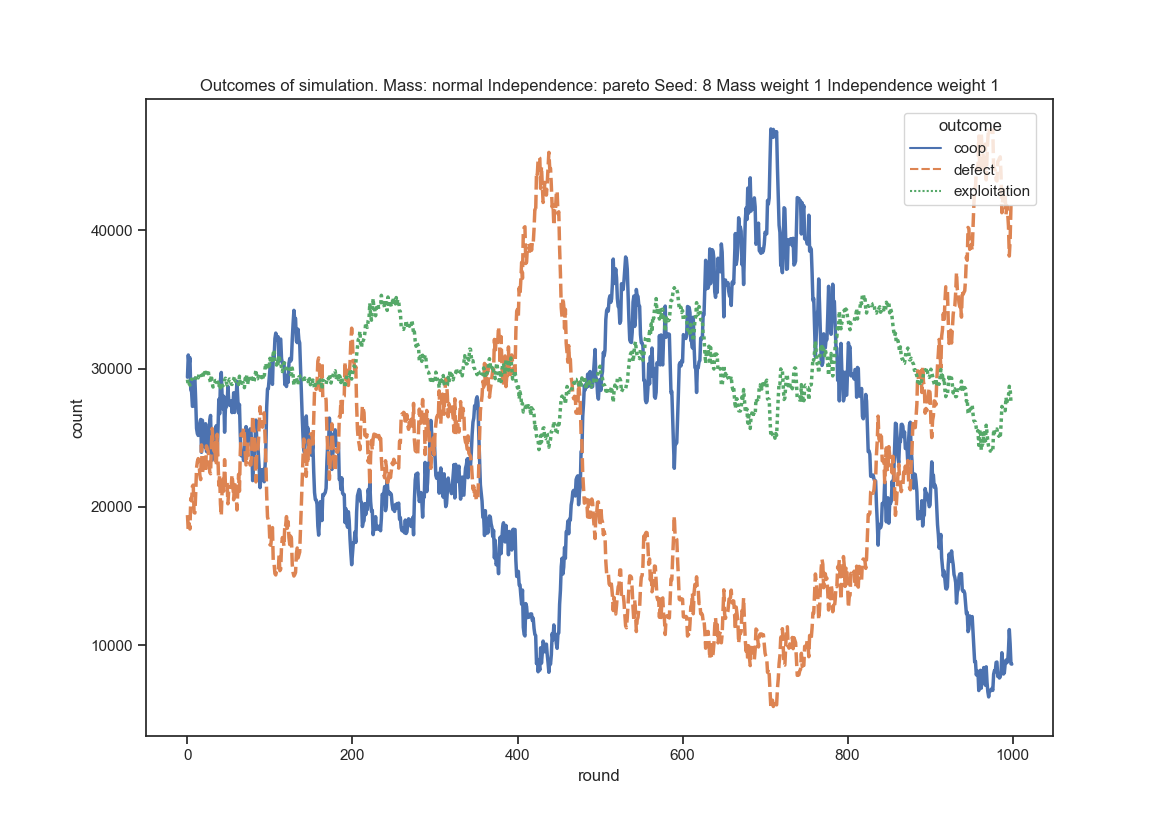 Outcomes of simulation. Mass: normal Independence: pareto Seed: 8 Mass weight 1 Independence weight 1
outcome
coop
defect
exploitation
40000
30000
20000
10000
count
0 200 400 600 800 1000
round